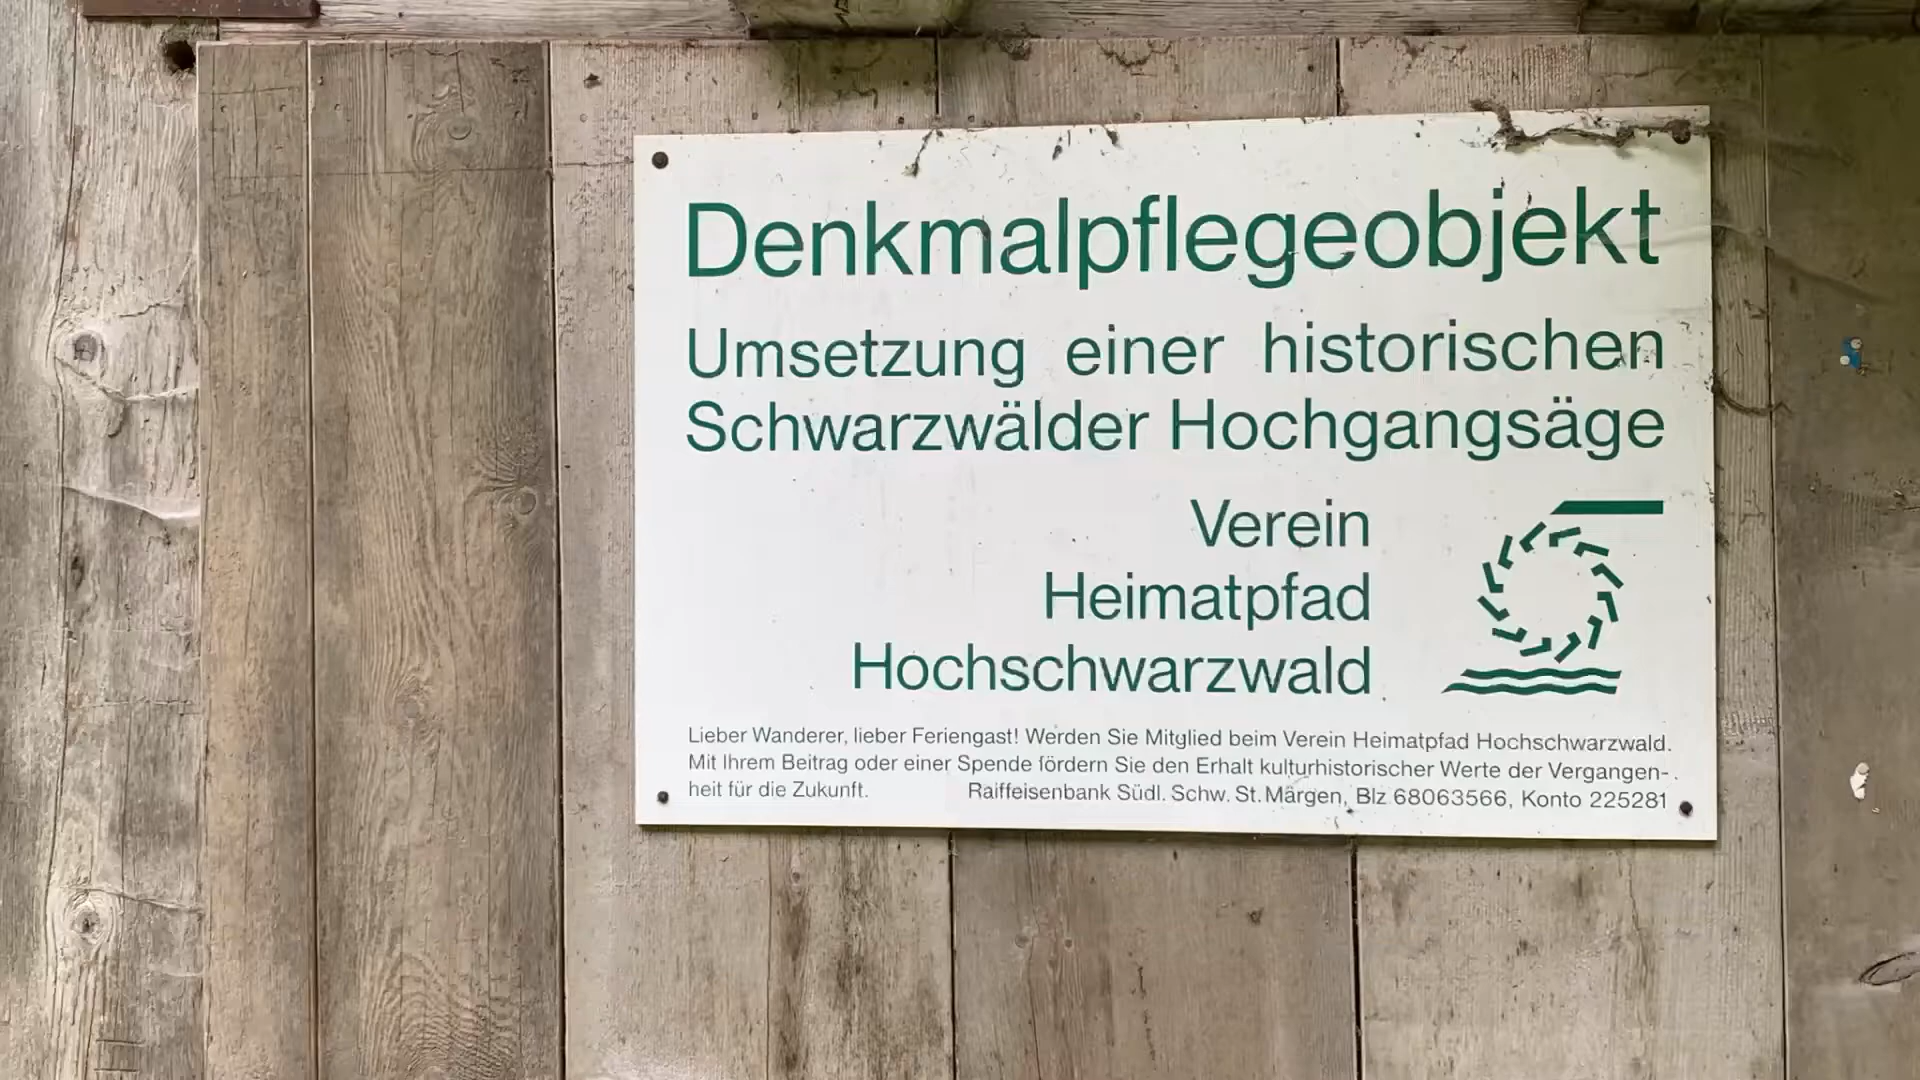 Denkmalpflegeobjekt
Umsetzung einer historischen
Schwarzwälder Hochgangsäge
Verein
Heimatpfad
Hochschwarzwald
Lieber Wanderer, lieber Feriengast! Werden Sie Mitglied beim Verein Heimatpfad Hochschwarzwald.
Mit Ihrem Beitrag oder einer Spende fördern Sie den Erhalt kulturhistorischer Werte der Vergangen-
heit für die Zukunft. Raiffeisenbank Südl. Schw. St. Märgen, Blz 68063566, Konto 225281